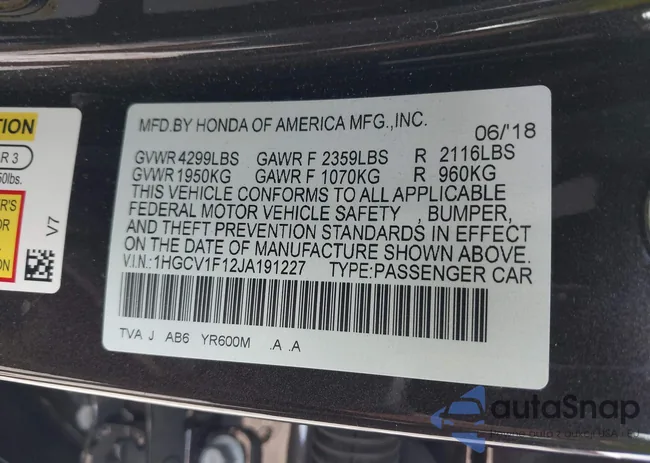 MFD.BY HONDA OF AMERICA MFG.,INC.
06/'18
GVWR 4299LBS GAWR F 2359LBS R 2116LBS
GVWR 1950KG GAWR F 1070KG R 960KG
THIS VEHICLE CONFORMS TO ALL APPLICABLE
FEDERAL MOTOR VEHICLE SAFETY , BUMPER,
AND THEFT PREVENTION STANDARDS IN EFFECT
ON THE DATE OF MANUFACTURE SHOWN ABOVE.
V.I.N.:1HGCV1F12JA191227 TYPE:PASSENGER CAR
TVA J AB6 YR600M .A .A
V7
R 3
autoSnap